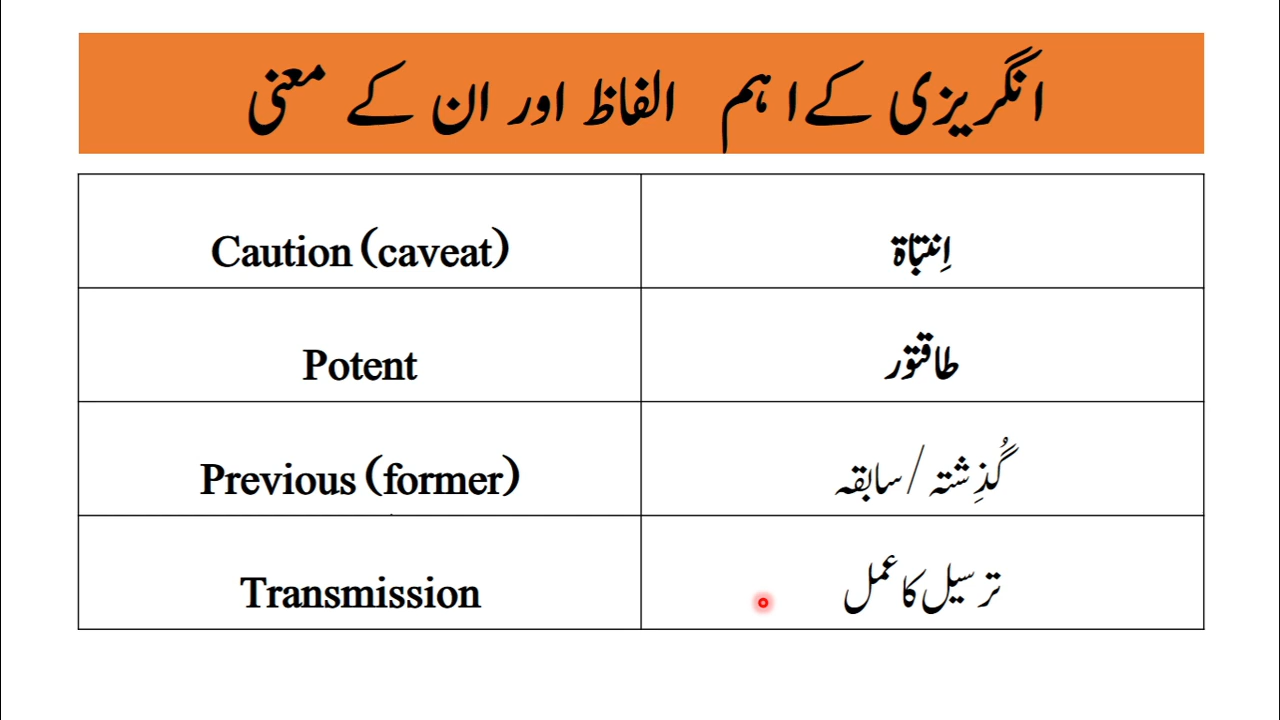 انگریزی کے اہم الفاظ اور ان کے معنی
Caution (caveat) اِنتباۃ
Potent طاقتور
Previous (former) گُذِشتہ / سابقہ
Transmission ترسیل کا عمل